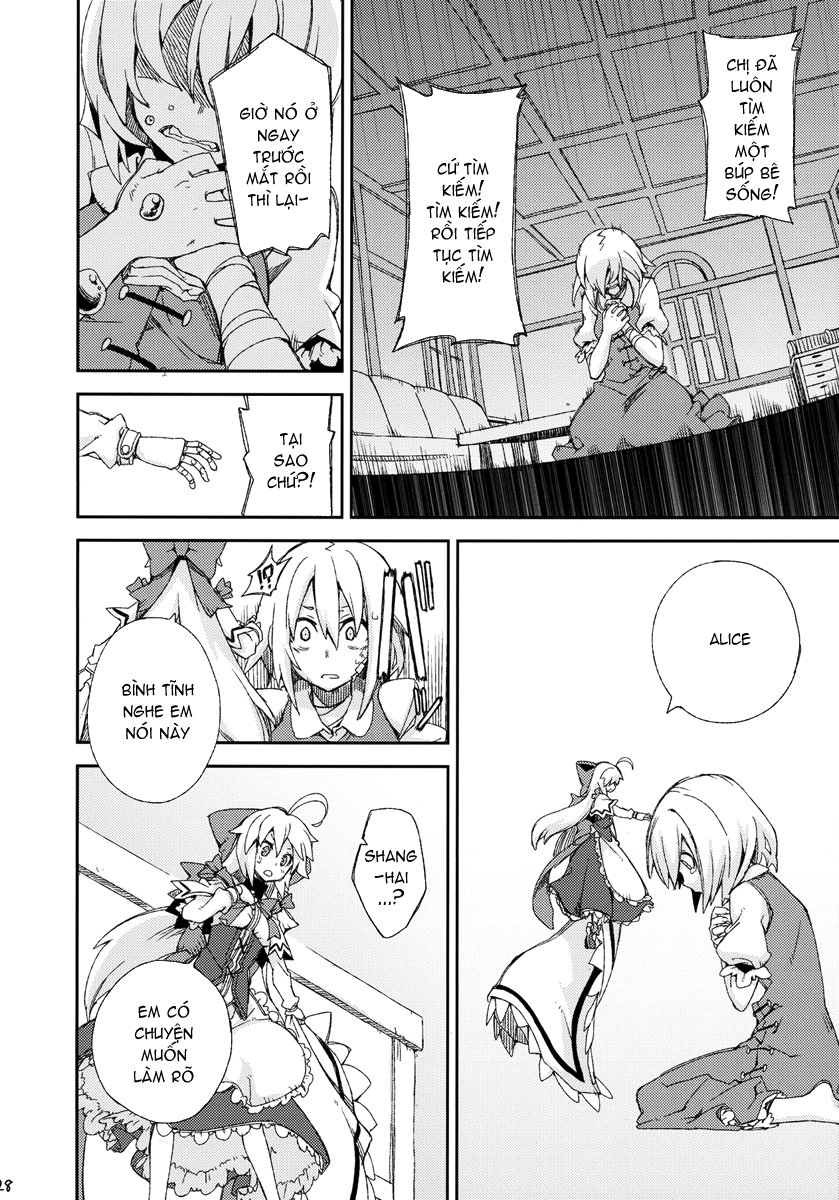 CHỊ ĐÃ
LUÔN
TÌM
KIẾM
MỘT
BÚP BÊ
SỐNG!
CỨ TÌM
KIẾM!
TÌM KIẾM!
RỒI TIẾP
TỤC TÌM
KIẾM!
GIỜ NÓ Ở
NGAY
TRƯỚC
MẮT RỒI
THÌ LẠI-
TẠI
SAO
CHỨ?!
ALICE
!?
BÌNH TĨNH
NGHE EM
NÓI NÀY
SHANG
-HAI
...?
EM CÓ
CHUYỆN
MUỐN
LÀM RÕ
28